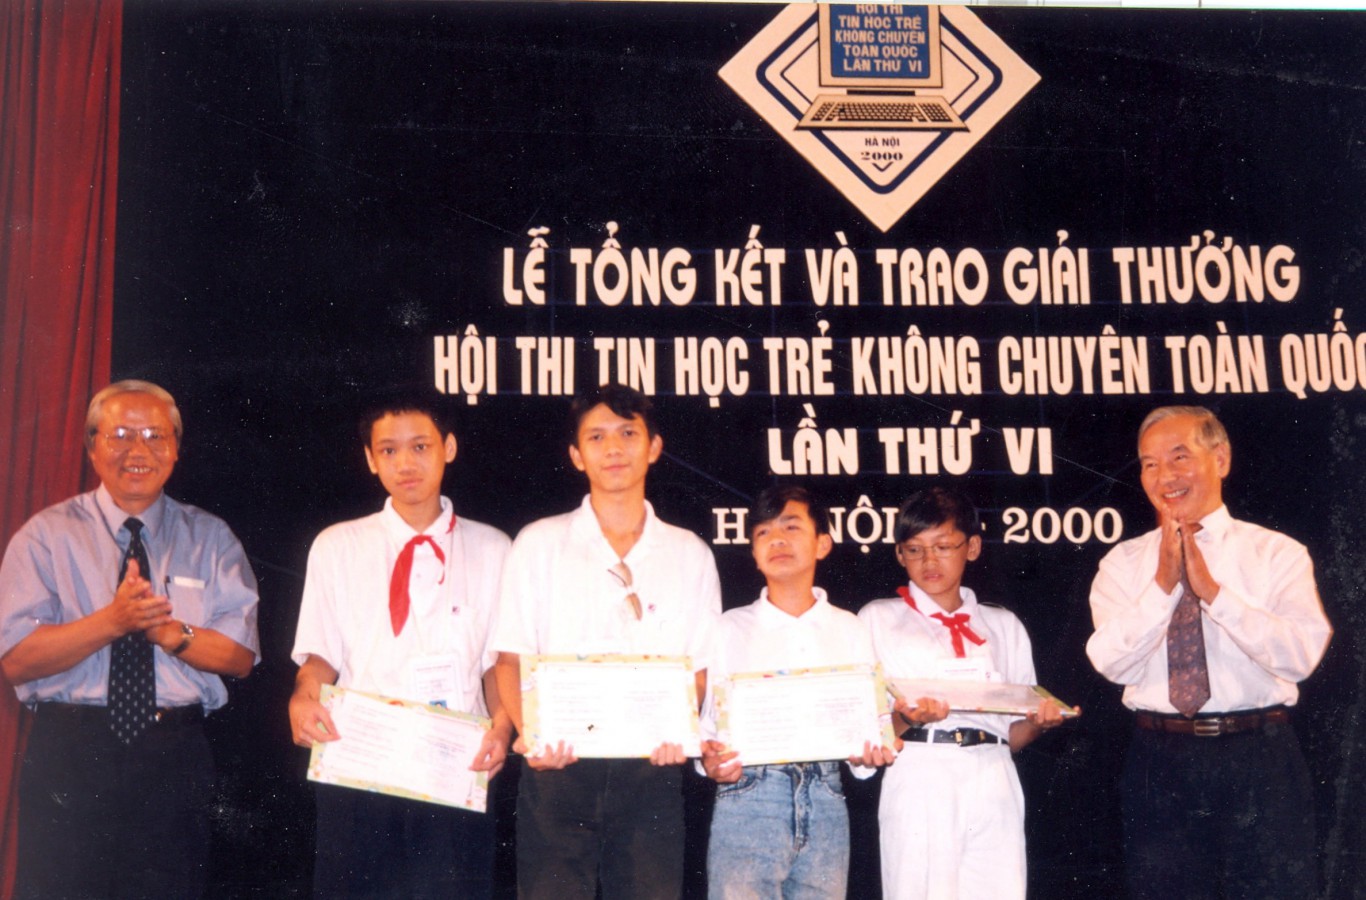 HỘI THI
TIN HỌC TRẺ
KHÔNG CHUYÊN
TOÀN QUỐC
LẦN THỨ VI
HÀ NỘI
2000
LỄ TỔNG KẾT VÀ TRAO GIẢI THƯỞNG
HỘI THI TIN HỌC TRẺ KHÔNG CHUYÊN TOÀN QUỐC
LẦN THỨ VI
H NỘI - 2000